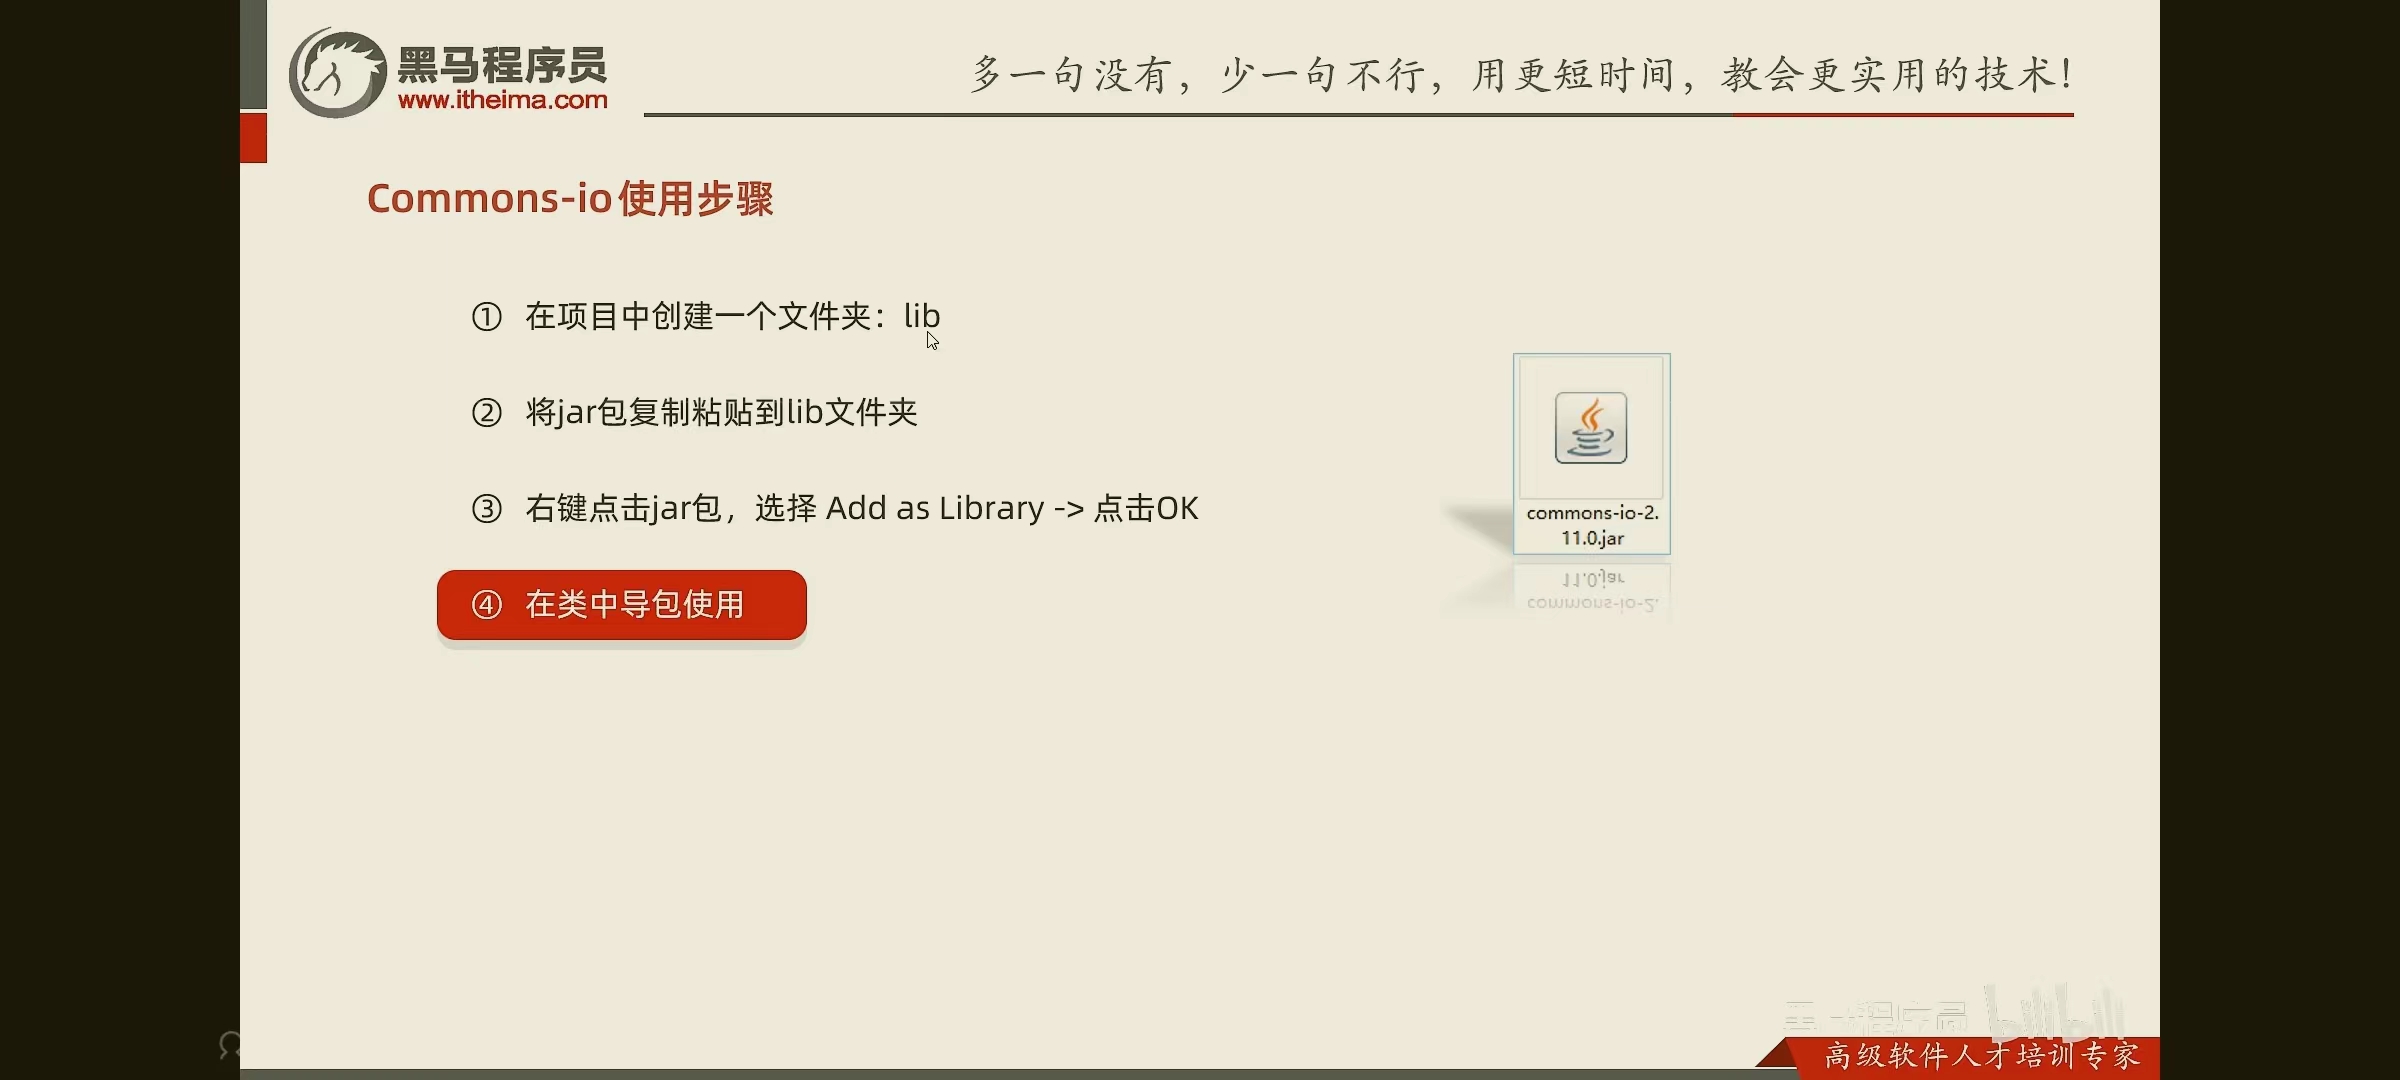 黑马程序员
www.itheima.com
多一句没有，少一句不行，用更短时间，教会更实用的技术！
Commons-io使用步骤
① 在项目中创建一个文件夹：lib
② 将jar包复制粘贴到lib文件夹
③ 右键点击jar包，选择 Add as Library -> 点击OK
④ 在类中导包使用
commons-io-2.
11.0.jar
黑马程序员 bilibili
高级软件人才培训专家